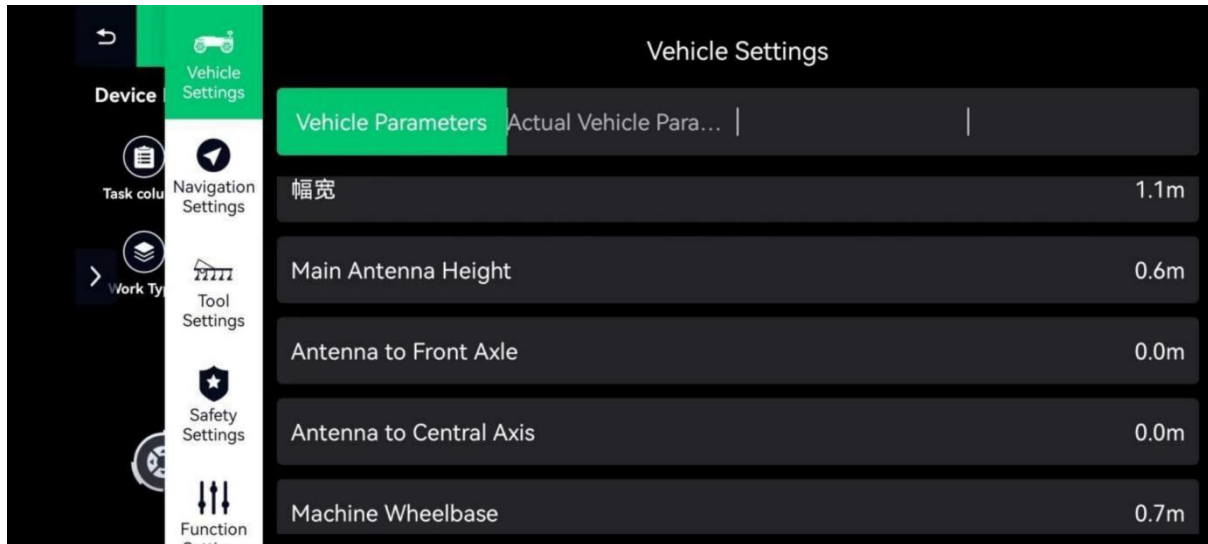 Vehicle Settings
Device
Vehicle
Settings
Vehicle Parameters
Actual Vehicle Para...
Task colu
Navigation
Settings
幅宽
1.1m
Main Antenna Height
0.6m
Work Ty
Tool
Settings
Antenna to Front Axle
0.0m
Safety
Settings
Antenna to Central Axis
0.0m
Function
Machine Wheelbase
0.7m